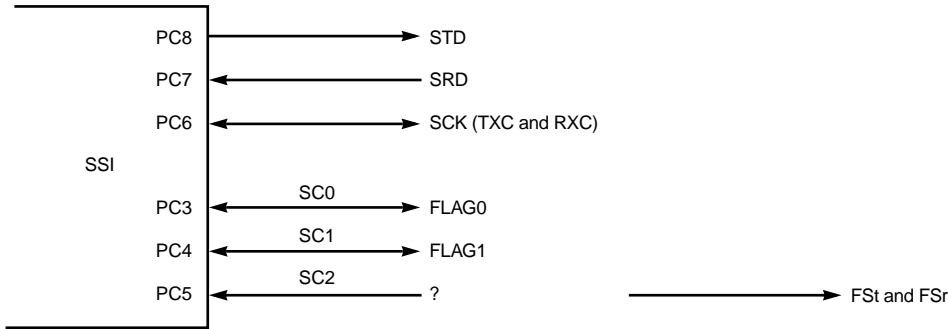 PC8 STD
PC7 SRD
PC6 SCK (TXC and RXC)
SSI
SC0
PC3 FLAG0
SC1
PC4 FLAG1
SC2
PC5 ? FSt and FSr